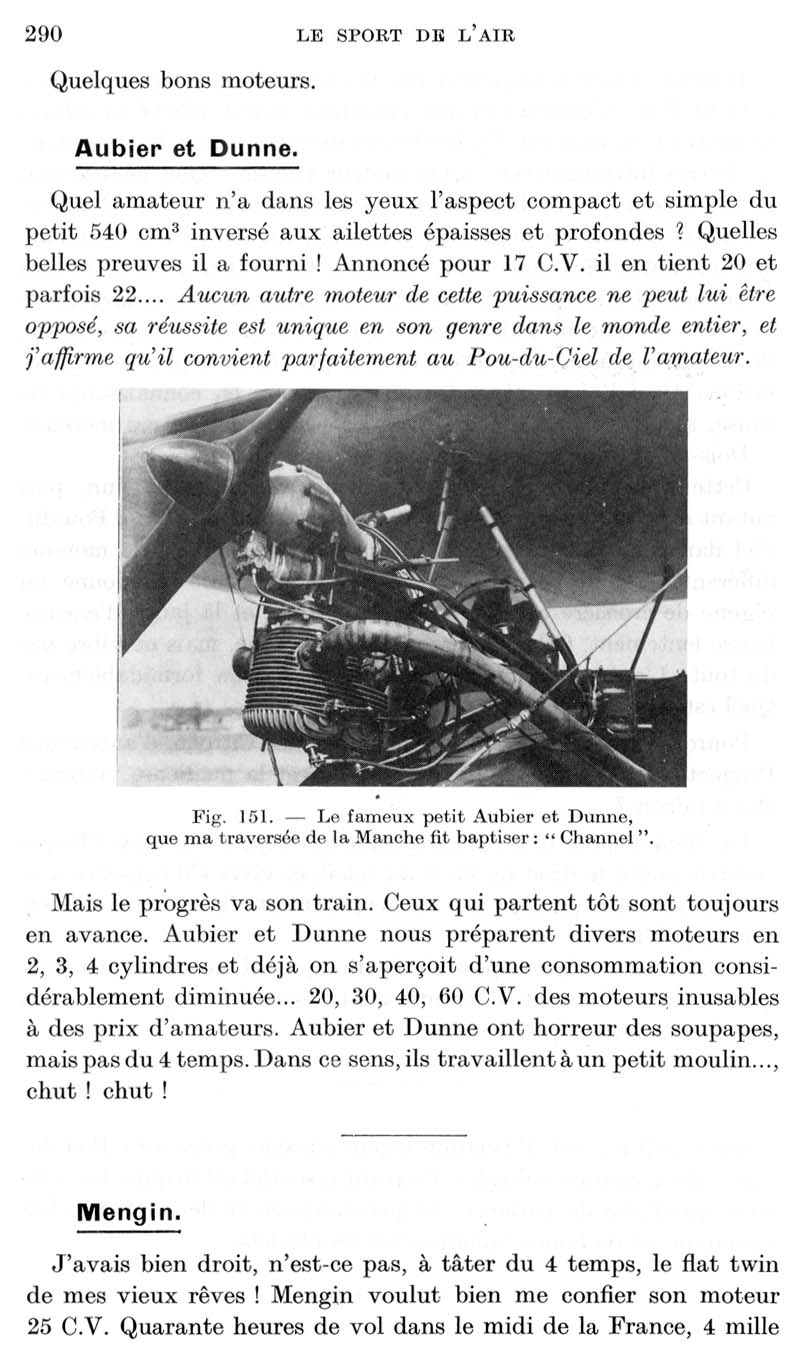 290
LE SPORT DE L'AIR
Quelques bons moteurs.
Aubier et Dunne.
Quel amateur n'a dans les yeux l'aspect compact et simple du
petit 540 cm³ inversé aux ailettes épaisses et profondes ? Quelles
belles preuves il a fourni ! Annoncé pour 17 C.V. il en tient 20 et
parfois 22.... Aucun autre moteur de cette puissance ne peut lui être
opposé, sa réussite est unique en son genre dans le monde entier, et
j'affirme qu'il convient parfaitement au Pou-du-Ciel de l'amateur.
Fig. 151. — Le fameux petit Aubier et Dunne,
que ma traversée de la Manche fit baptiser : “ Channel ”.
Mais le progrès va son train. Ceux qui partent tôt sont toujours
en avance. Aubier et Dunne nous préparent divers moteurs en
2, 3, 4 cylindres et déjà on s'aperçoit d'une consommation consi-
dérablement diminuée... 20, 30, 40, 60 C.V. des moteurs inusables
à des prix d'amateurs. Aubier et Dunne ont horreur des soupapes,
mais pas du 4 temps. Dans ce sens, ils travaillent à un petit moulin...,
chut ! chut !
Mengin.
J'avais bien droit, n'est-ce pas, à tâter du 4 temps, le flat twin
de mes vieux rêves ! Mengin voulut bien me confier son moteur
25 C.V. Quarante heures de vol dans le midi de la France, 4 mille